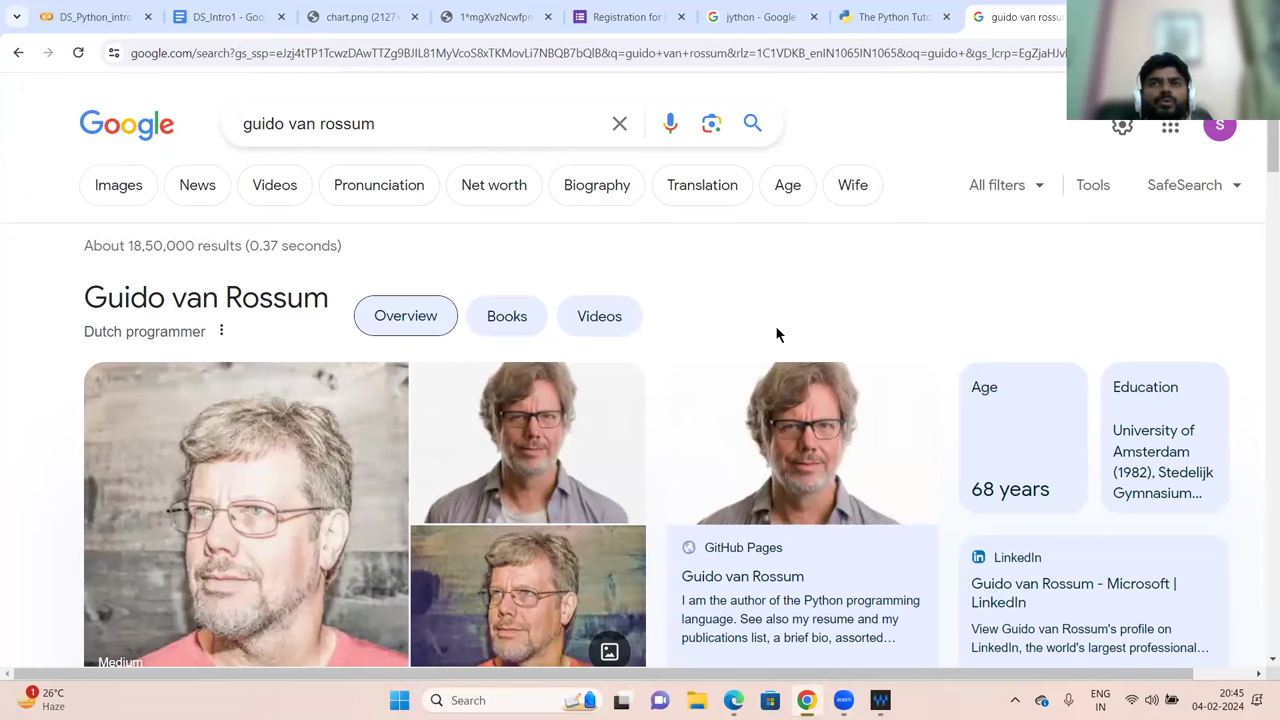 DS_Python_intro
DS_Intro1 - Goo
chart.png (2127
1*mgXvzNcwfpn
Registration for
jython - Google
The Python Tut
guido van rossu
google.com/search?gs_ssp=eJzj4tTP1TcwzDAwTTZg9BJIL81MyVcoS8xTKMovLi7NBQB7bQlB&q=guido+van+rossum&rlz=1C1VDKB_enIN1065IN1065&oq=guido+&gs_lcrp=EgZjaHJv
Google
guido van rossum
S
Images
News
Videos
Pronunciation
Net worth
Biography
Translation
Age
Wife
All filters
Tools
SafeSearch
About 18,50,000 results (0.37 seconds)
Guido van Rossum
Dutch programmer
Overview
Books
Videos
Age
68 years
Education
University of
Amsterdam
(1982), Stedelijk
Gymnasium...
Medium
GitHub Pages
Guido van Rossum
I am the author of the Python programming
language. See also my resume and my
publications list, a brief bio, assorted...
LinkedIn
Guido van Rossum - Microsoft |
LinkedIn
View Guido van Rossum's profile on
LinkedIn, the world's largest professional...
1
26°C
Haze
Search
zoom
ENG
IN
20:45
04-02-2024